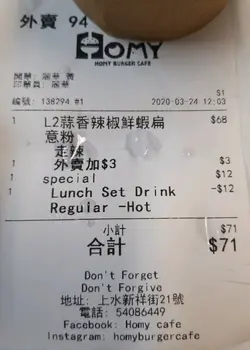 外賣 94
HOMY
HOMY BURGER CAFE
S1
編號: 138294 #1 2020-03-24 12:03
1 L2蒜香辣椒鮮蝦扁意粉 $68
走辣
1 外賣加$3 $3
1 special $12
1 Lunch Set Drink -$12
Regular -Hot
小計 $71
合計 $71
Don't Forget
Don't Forgive
地址: 上水新祥街21號
電話: 54086449
Facebook: Homy cafe
Instagram: homyburgercafe